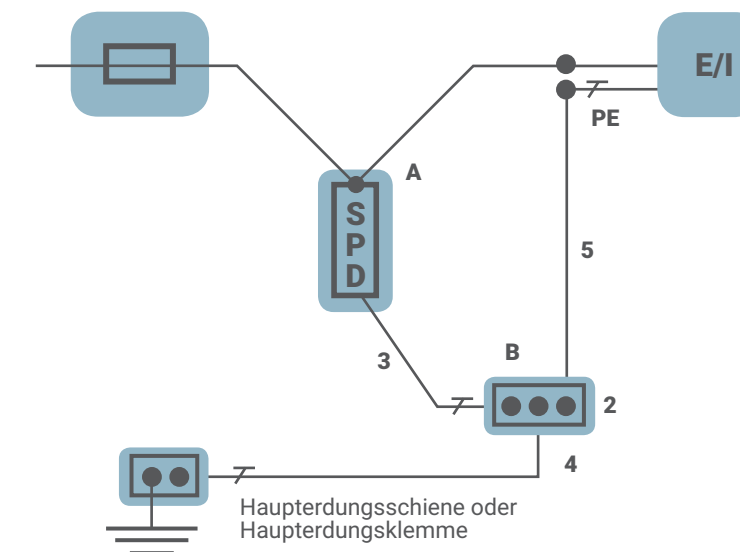 E/I
PE
A
S
P
D
5
3
B
2
4
Haupterdungsschiene oder
Haupterdungsklemme